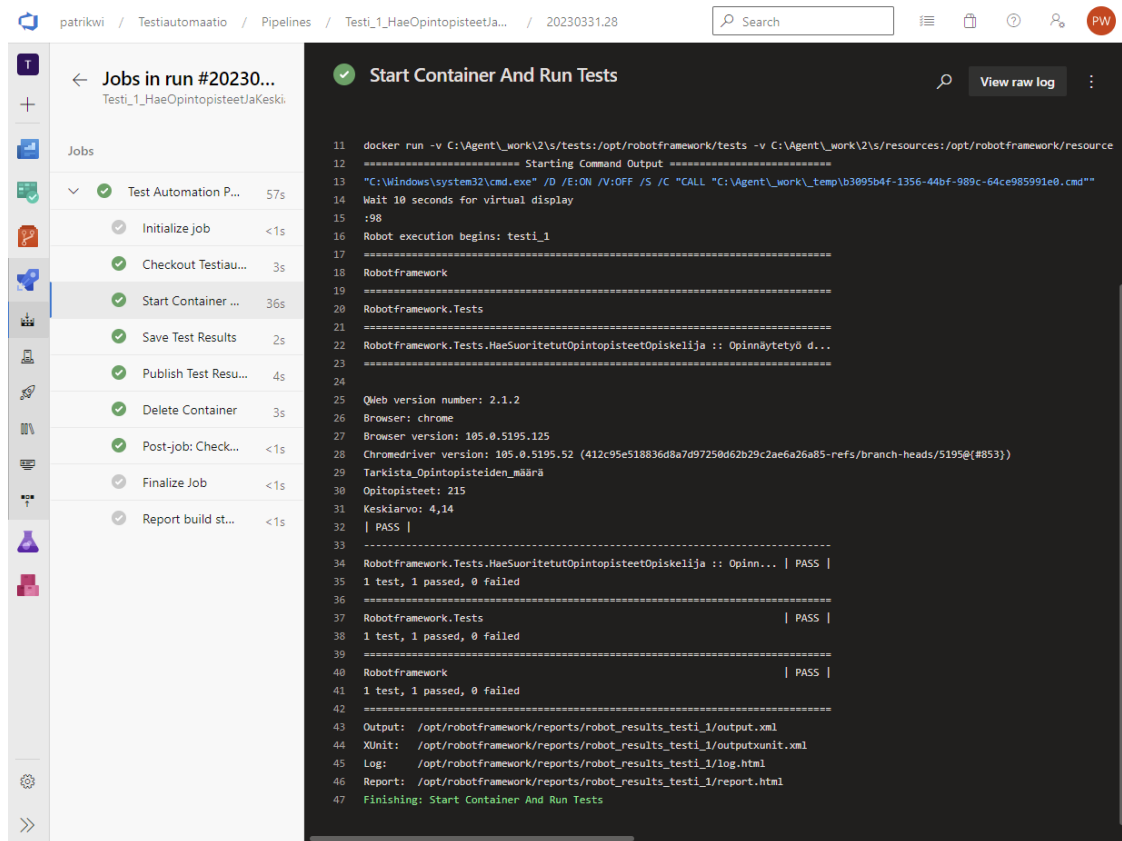 patrikwi / Testiautomaatio / Pipelines / Testi_1_HaeOpintopisteetJa... / 20230331.28
Search
PW
T
Jobs in run #20230...
Testi_1_HaeOpintopisteetJaKeski
Jobs
Test Automation P... 57s
Initialize job <1s
Checkout Testiau... 3s
Start Container ... 36s
Save Test Results 2s
Publish Test Resu... 4s
Delete Container 3s
Post-job: Check... <1s
Finalize Job <1s
Report build st... <1s
Start Container And Run Tests
View raw log
11 docker run -v C:\Agent\_work\2\s/tests:/opt/robotframework/tests -v C:\Agent\_work\2\s/resources:/opt/robotframework/resource
12 ========================== Starting Command Output ===========================
13 "C:\Windows\system32\cmd.exe" /D /E:ON /V:OFF /S /C "CALL "C:\Agent\_work\_temp\b3095b4f-1356-44bf-989c-64ce985991e0.cmd""
14 Wait 10 seconds for virtual display
15 :98
16 Robot execution begins: testi_1
17 ==============================================================================
18 Robotframework
19 ==============================================================================
20 Robotframework.Tests
21 ==============================================================================
22 Robotframework.Tests.HaeSuoritetutOpintopisteetOpiskelija :: Opinnäytetyö d...
23 ==============================================================================
24
25 QWeb version number: 2.1.2
26 Browser: chrome
27 Browser version: 105.0.5195.125
28 Chromedriver version: 105.0.5195.52 (412c95e518836d8a7d97250d62b29c2ae6a26a85-refs/branch-heads/5195@{#853})
29 Tarkista_Opintopisteiden_määrä
30 Opitopisteet: 215
31 Keskiarvo: 4,14
32 | PASS |
33 ------------------------------------------------------------------------------
34 Robotframework.Tests.HaeSuoritetutOpintopisteetOpiskelija :: Opinn... | PASS |
35 1 test, 1 passed, 0 failed
36 ==============================================================================
37 Robotframework.Tests | PASS |
38 1 test, 1 passed, 0 failed
39 ==============================================================================
40 Robotframework | PASS |
41 1 test, 1 passed, 0 failed
42 ==============================================================================
43 Output: /opt/robotframework/reports/robot_results_testi_1/output.xml
44 XUnit: /opt/robotframework/reports/robot_results_testi_1/outputxunit.xml
45 Log: /opt/robotframework/reports/robot_results_testi_1/log.html
46 Report: /opt/robotframework/reports/robot_results_testi_1/report.html
47 Finishing: Start Container And Run Tests